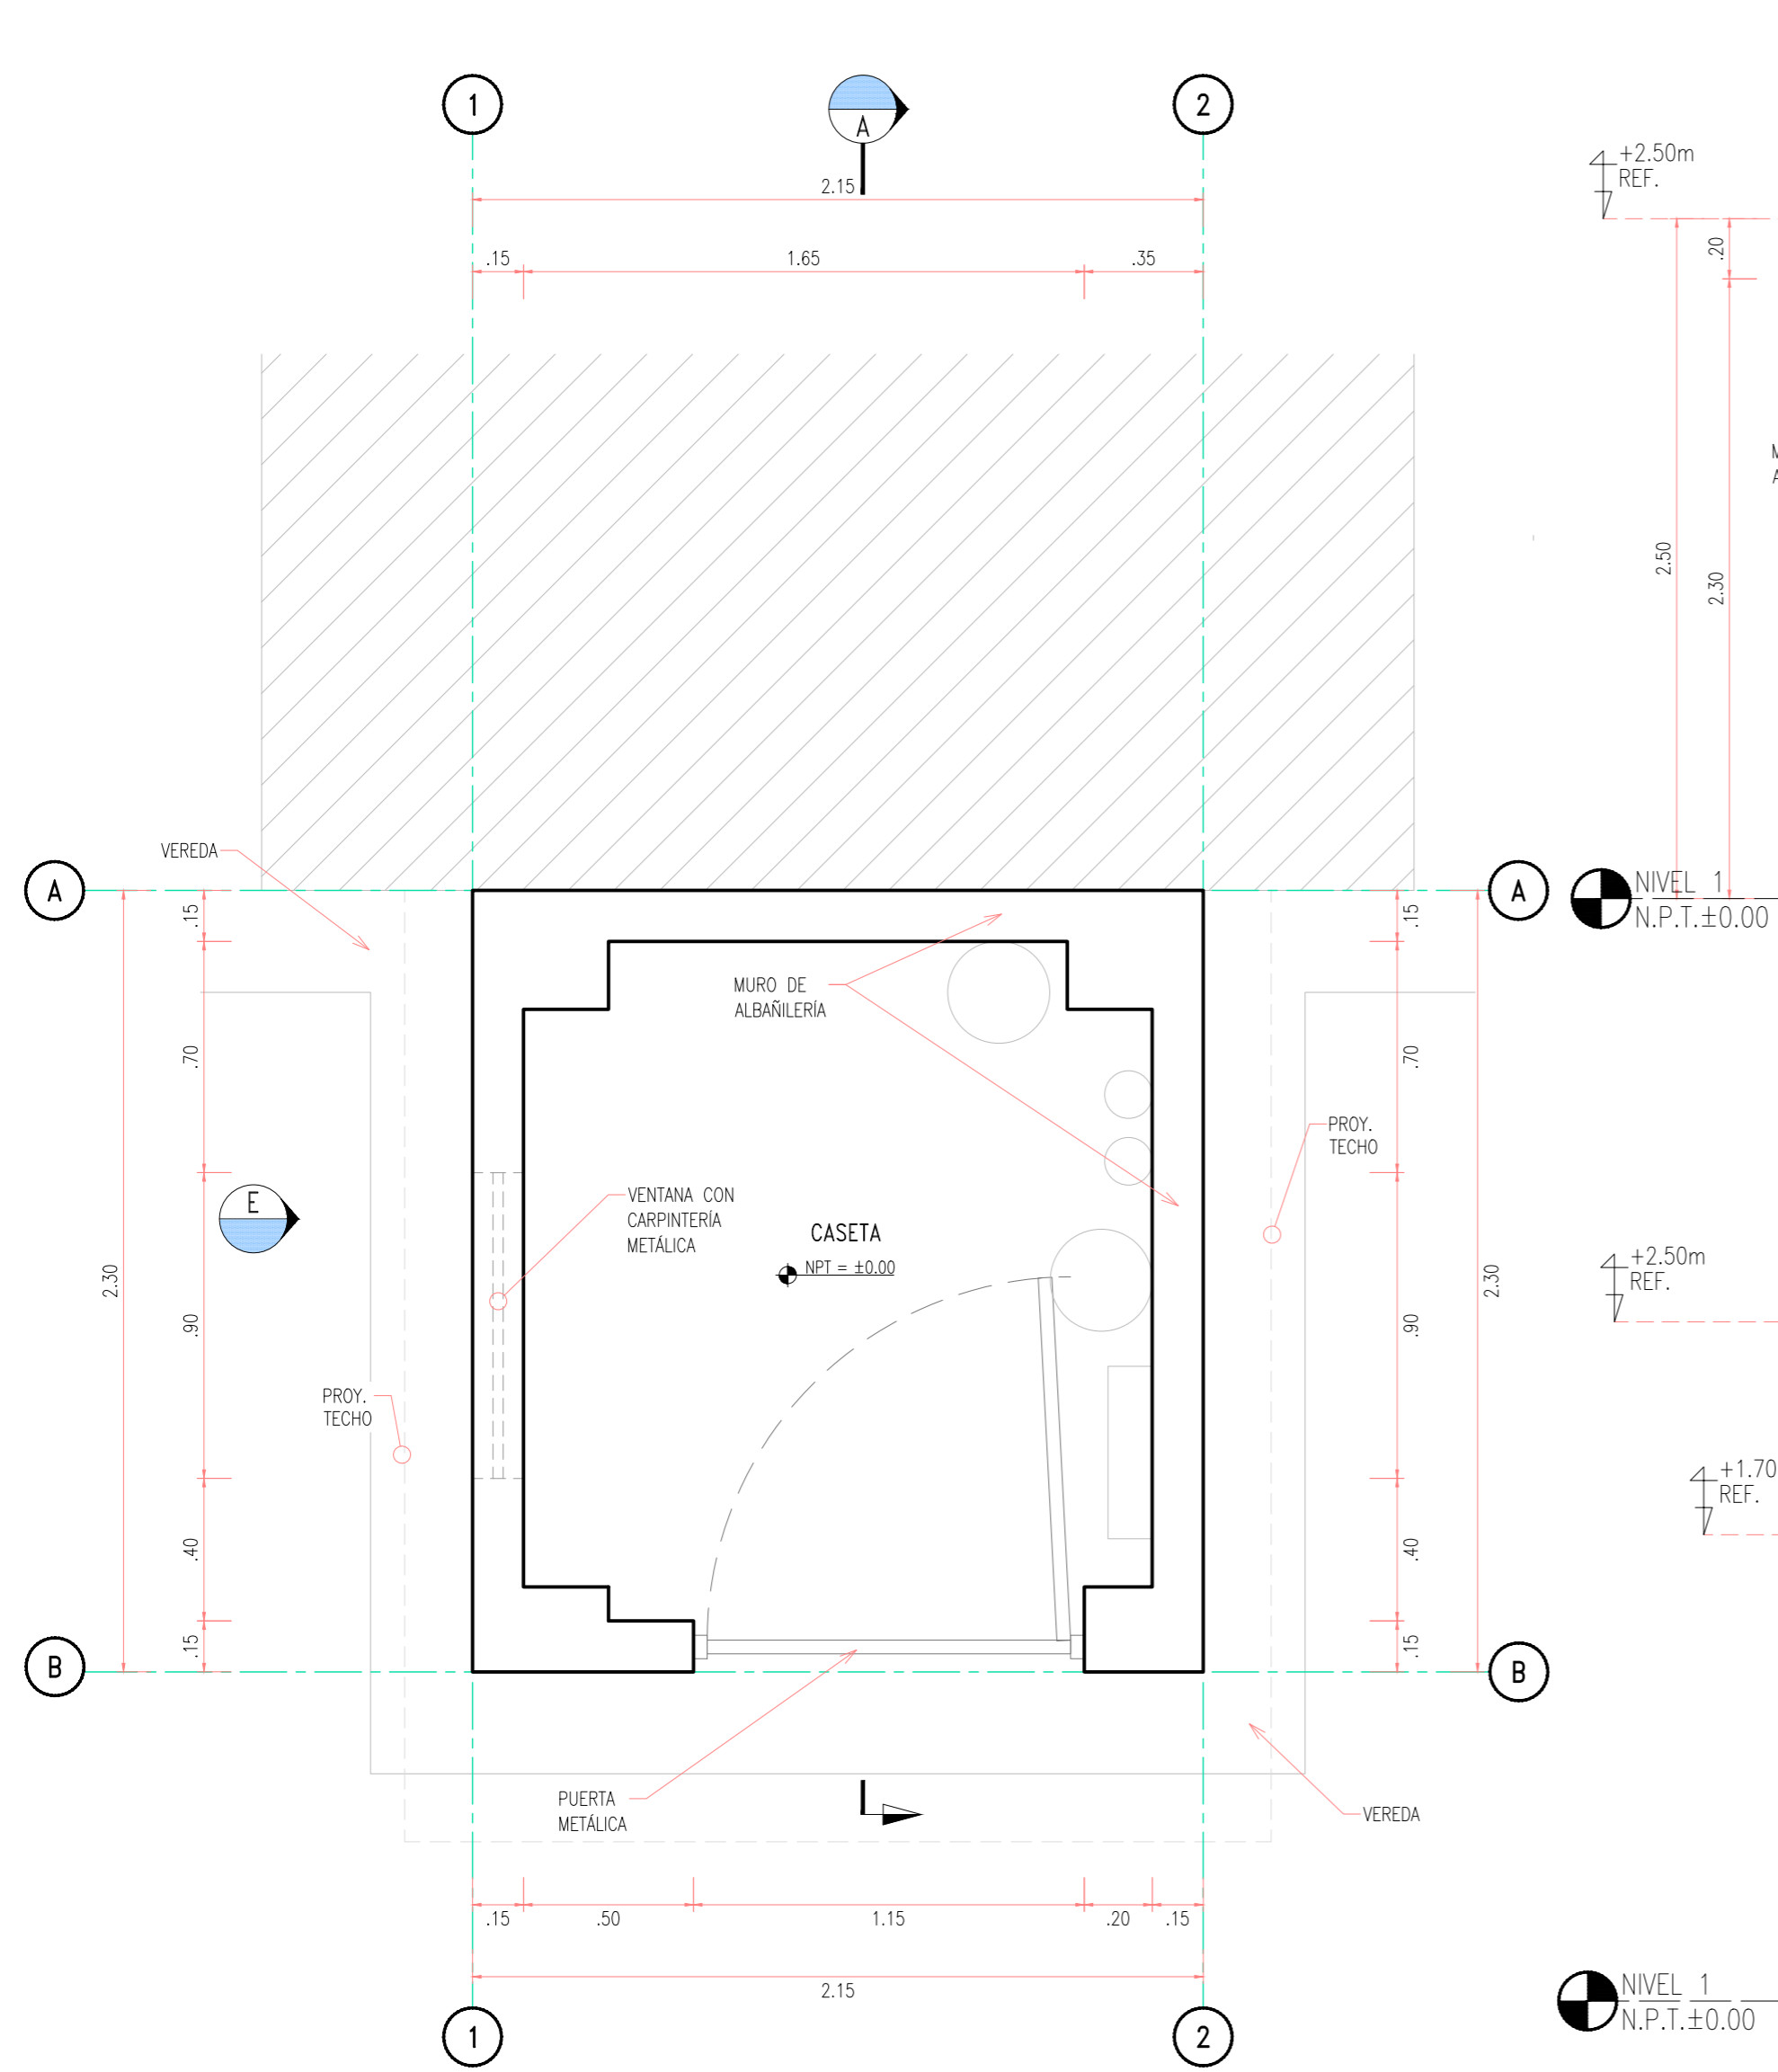 1
A
2
2.15
.15
1.65
.35
+2.50m
REF.
.20
2.50
2.30
VEREDA
A
A
NIVEL 1
N.P.T.±0.00
.15
.15
MURO DE
ALBAÑILERÍA
.70
.70
PROY.
TECHO
E
VENTANA CON
CARPINTERÍA
METÁLICA
CASETA
NPT = ±0.00
+2.50m
REF.
2.30
.90
.90
2.30
PROY.
TECHO
+1.70
REF.
.40
.40
.15
.15
B
B
PUERTA
METÁLICA
VEREDA
.15
.50
1.15
.20
.15
2.15
1
2
NIVEL 1
N.P.T.±0.00